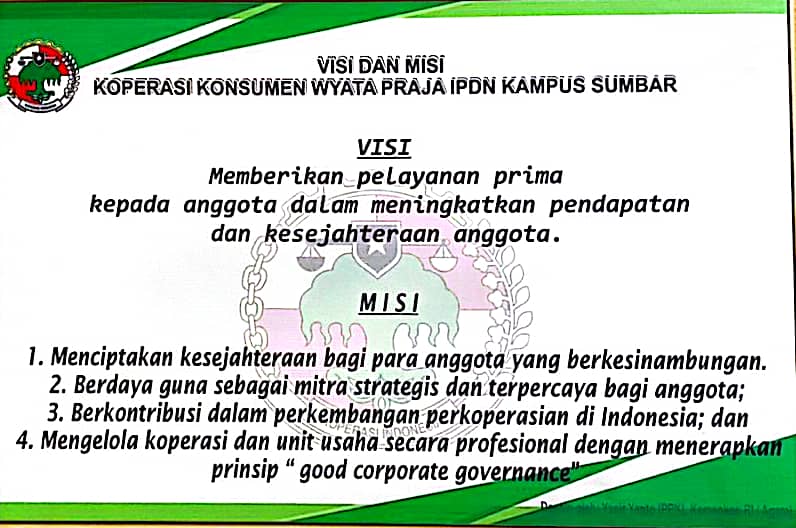 VISI DAN MISI
KOPERASI KONSUMEN WYATA PRAJA IPDN KAMPUS SUMBAR
VISI
Memberikan pelayanan prima
kepada anggota dalam meningkatkan pendapatan
dan kesejahteraan anggota.
MISI
1. Menciptakan kesejahteraan bagi para anggota yang berkesinambungan.
2. Berdaya guna sebagai mitra strategis dan terpercaya bagi anggota;
3. Berkontribusi dalam perkembangan perkoperasian di Indonesia; dan
4. Mengelola koperasi dan unit usaha secara profesional dengan menerapkan
prinsip “ good corporate governance”
KOPERASI INDONESIA